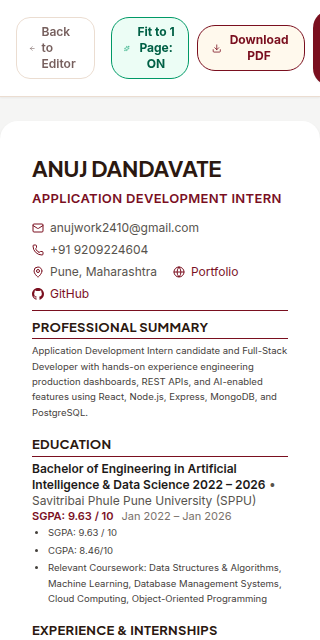 Back
to
Editor
Fit to 1
Page:
ON
Download
PDF
ANUJ DANDAVATE
APPLICATION DEVELOPMENT INTERN
anujwork2410@gmail.com
+91 9209224604
Pune, Maharashtra Portfolio
GitHub
PROFESSIONAL SUMMARY
Application Development Intern candidate and Full-Stack
Developer with hands-on experience engineering
production dashboards, REST APIs, and AI-enabled
features using React, Node.js, Express, MongoDB, and
PostgreSQL.
EDUCATION
Bachelor of Engineering in Artificial
Intelligence & Data Science 2022 – 2026 •
Savitribai Phule Pune University (SPPU)
SGPA: 9.63 / 10 Jan 2022 – Jan 2026
• SGPA: 9.63 / 10
• CGPA: 8.46/10
• Relevant Coursework: Data Structures & Algorithms,
Machine Learning, Database Management Systems,
Cloud Computing, Object-Oriented Programming
EXPERIENCE & INTERNSHIPS